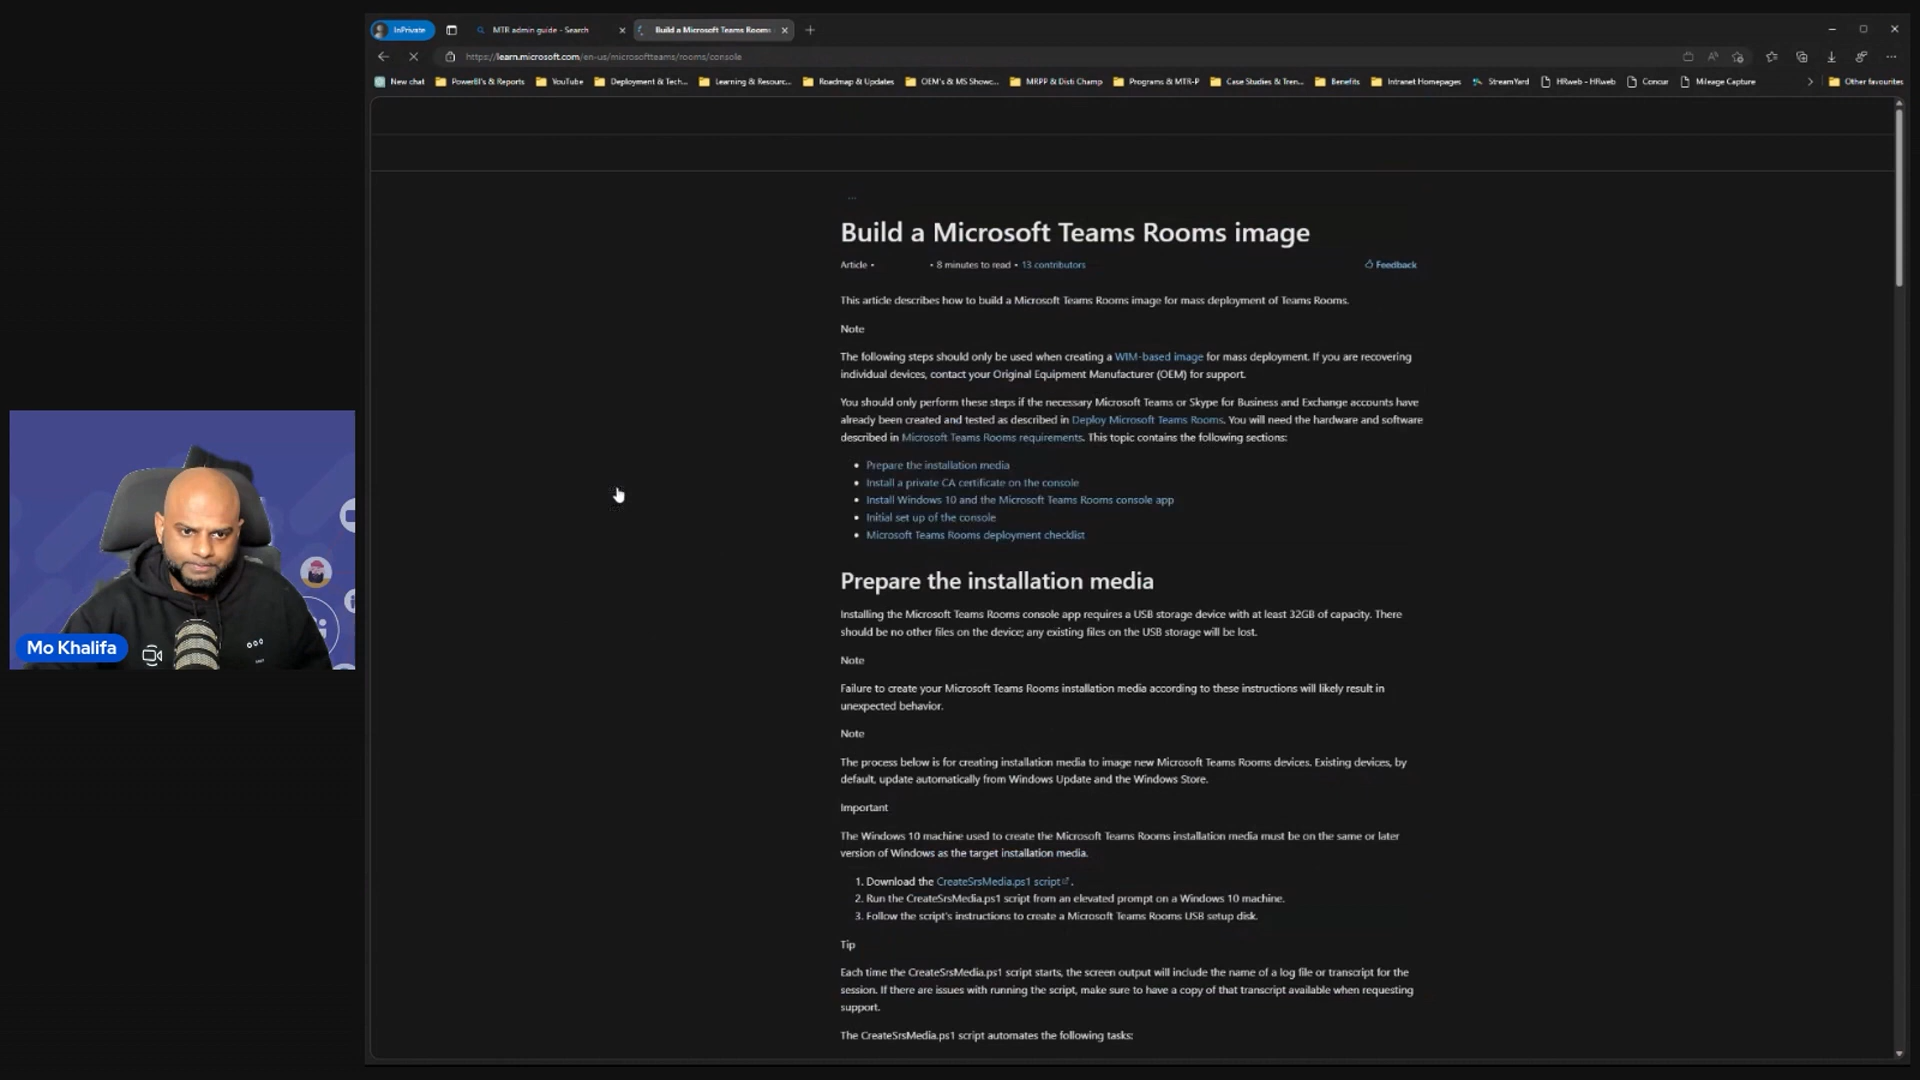 InPrivate
MTR admin guide - Search
Build a Microsoft Teams Rooms
https://learn.microsoft.com/en-us/microsoftteams/rooms/console
New chat
PowerBI's & Reports
YouTube
Deployment & Tech...
Learning & Resourc...
Roadmap & Updates
OEM's & MS Showc...
MRPP & Disti Champ
Programs & MTR-P
Case Studies & Tren...
Benefits
Intranet Homepages
StreamYard
HRweb - HRweb
Concur
Mileage Capture
Other favourites
...
Build a Microsoft Teams Rooms image
Article • • 8 minutes to read • 13 contributors
Feedback
This article describes how to build a Microsoft Teams Rooms image for mass deployment of Teams Rooms.
Note
The following steps should only be used when creating a WIM-based image for mass deployment. If you are recovering
individual devices, contact your Original Equipment Manufacturer (OEM) for support.
You should only perform these steps if the necessary Microsoft Teams or Skype for Business and Exchange accounts have
already been created and tested as described in Deploy Microsoft Teams Rooms. You will need the hardware and software
described in Microsoft Teams Rooms requirements. This topic contains the following sections:
• Prepare the installation media
• Install a private CA certificate on the console
• Install Windows 10 and the Microsoft Teams Rooms console app
• Initial set up of the console
• Microsoft Teams Rooms deployment checklist
Prepare the installation media
Installing the Microsoft Teams Rooms console app requires a USB storage device with at least 32GB of capacity. There
should be no other files on the device; any existing files on the USB storage will be lost.
Note
Failure to create your Microsoft Teams Rooms installation media according to these instructions will likely result in
unexpected behavior.
Note
The process below is for creating installation media to image new Microsoft Teams Rooms devices. Existing devices, by
default, update automatically from Windows Update and the Windows Store.
Important
The Windows 10 machine used to create the Microsoft Teams Rooms installation media must be on the same or later
version of Windows as the target installation media.
1. Download the CreateSrsMedia.ps1 script.
2. Run the CreateSrsMedia.ps1 script from an elevated prompt on a Windows 10 machine.
3. Follow the script's instructions to create a Microsoft Teams Rooms USB setup disk.
Tip
Each time the CreateSrsMedia.ps1 script starts, the screen output will include the name of a log file or transcript for the
session. If there are issues with running the script, make sure to have a copy of that transcript available when requesting
support.
The CreateSrsMedia.ps1 script automates the following tasks:
Mo Khalifa